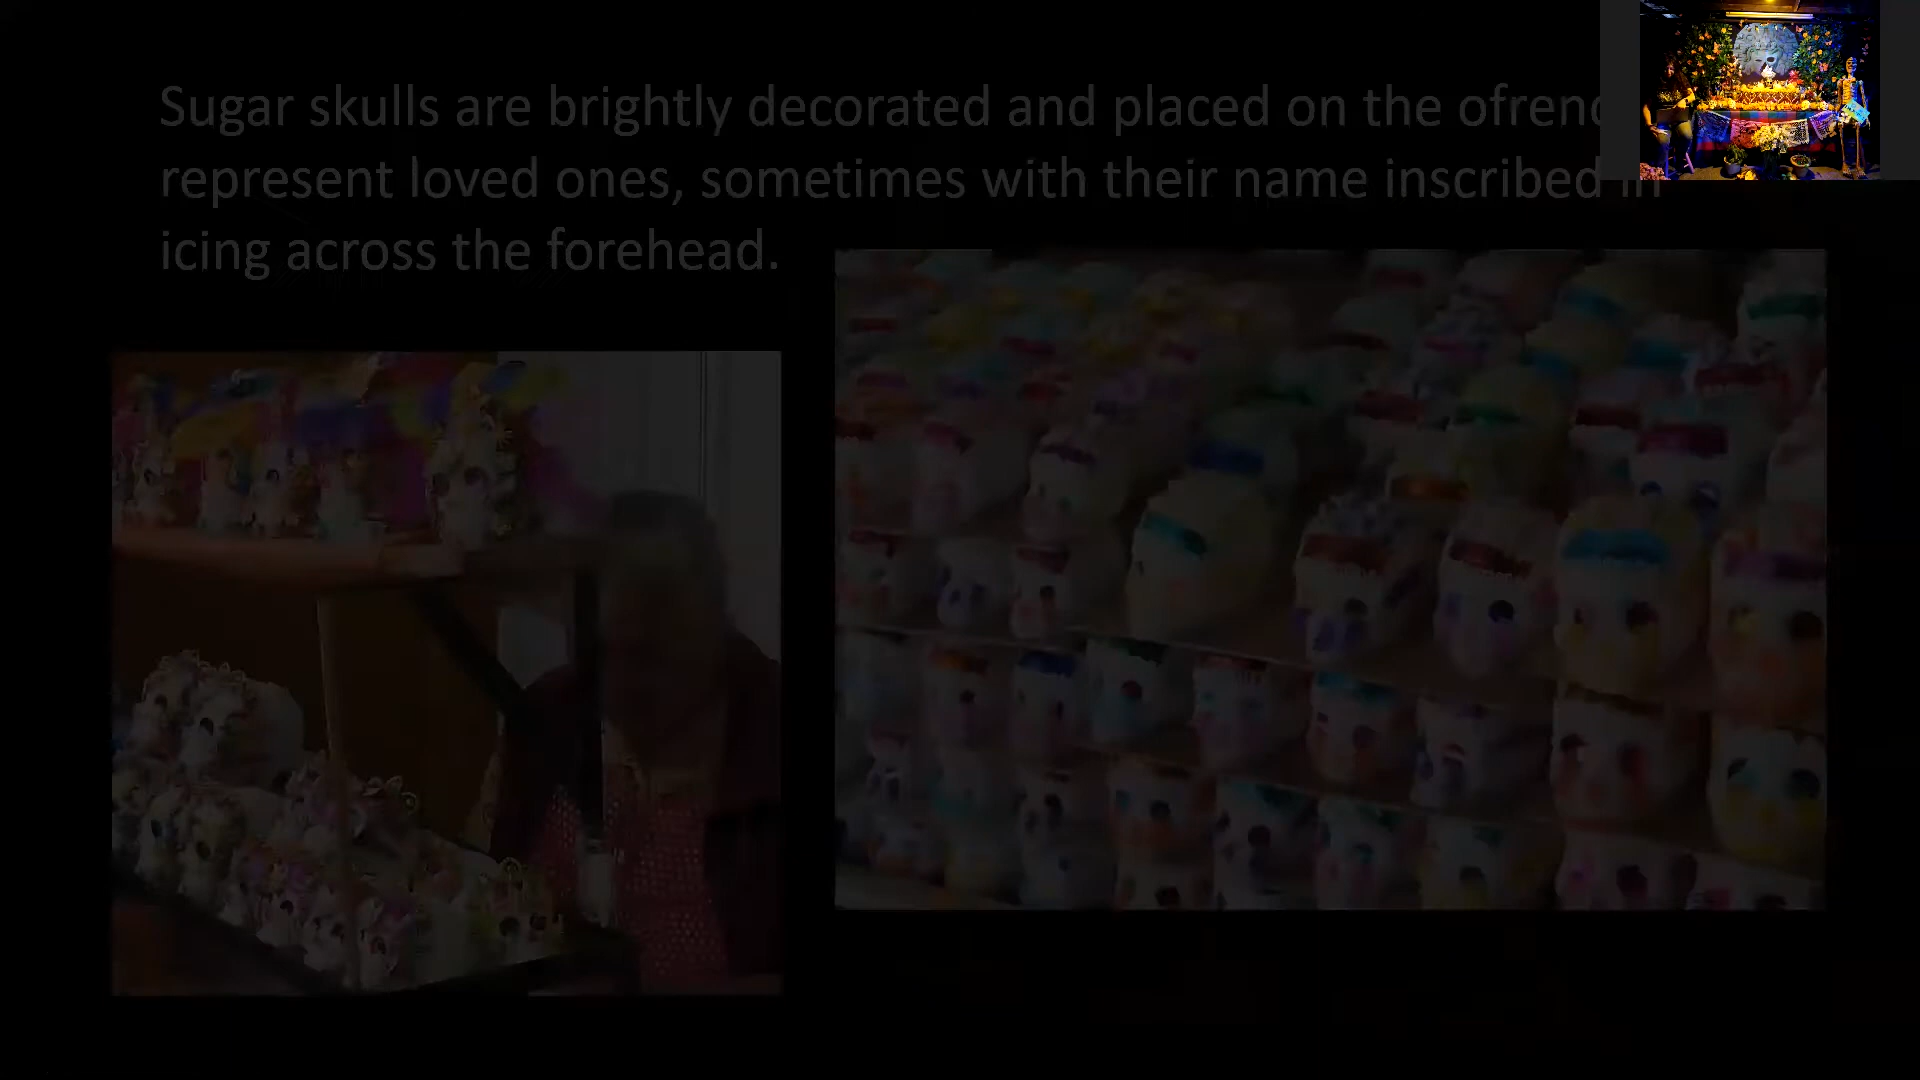 Sugar skulls are brightly decorated and placed on the
represent loved ones, sometimes with their name inscribed in
icing across the forehead.